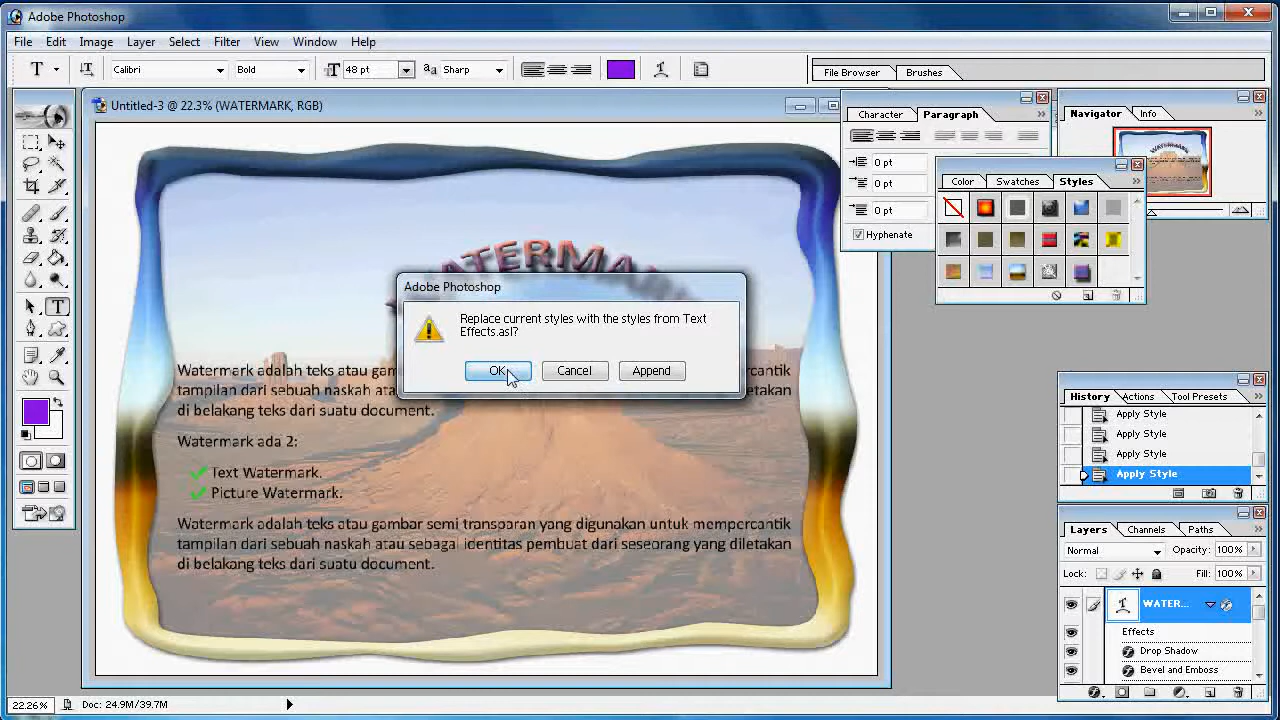 Adobe Photoshop
File Edit Image Layer Select Filter View Window Help
T Calibri Bold 48 pt Sharp File Browser Brushes
Untitled-3 @ 22.3% (WATERMARK, RGB)
Character Paragraph
0 pt
0 pt
0 pt
Hyphenate
Navigator Info
WATERMARK
Color Swatches Styles
WATERMAR
Adobe Photoshop
Replace current styles with the styles from Text
Effects.asl?
OK Cancel Append
Watermark adalah teks atau gam
tampilan dari sebuah naskah ata
di belakang teks dari suatu document.
Watermark ada 2:
Text Watermark.
Picture Watermark.
Watermark adalah teks atau gambar semi transparan yang digunakan untuk mempercantik
tampilan dari sebuah naskah atau sebagai identitas pembuat dari seseorang yang diletakan
di belakang teks dari suatu document.
History Actions Tool Presets
Apply Style
Apply Style
Apply Style
Apply Style
Layers Channels Paths
Normal Opacity: 100%
Lock: Fill: 100%
WATER...
Effects
Drop Shadow
Bevel and Emboss
22.26% Doc: 24.9M/39.7M